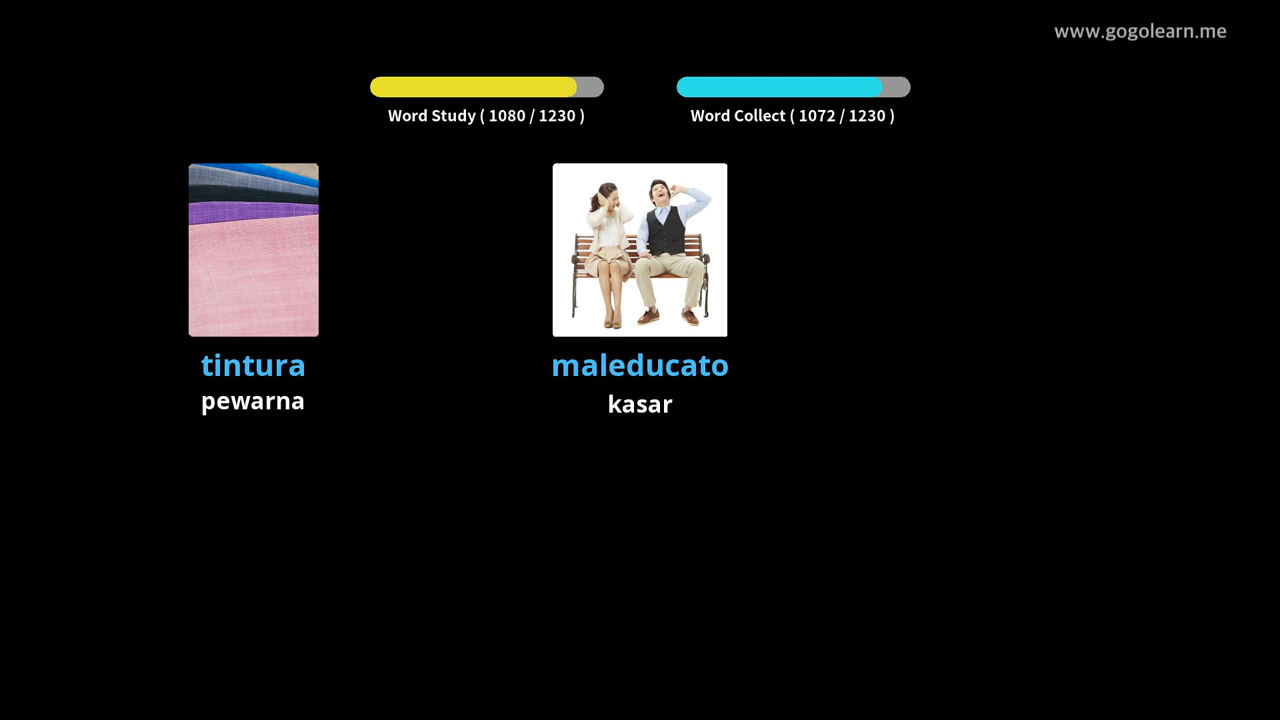 www.gogolearn.me
Word Study ( 1080 / 1230 )
Word Collect ( 1072 / 1230 )
tintura
pewarna
maleducato
kasar